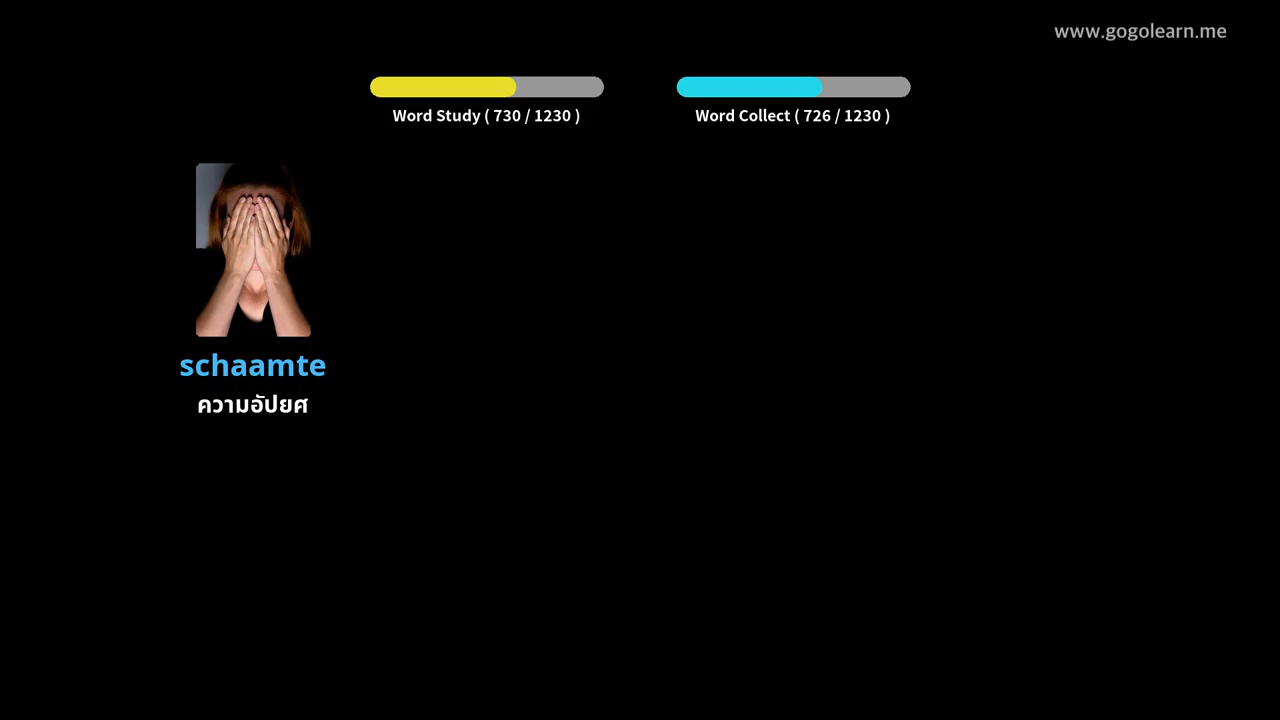 www.gogolearn.me
Word Study ( 730 / 1230 )
Word Collect ( 726 / 1230 )
schaamte
ความอัปยศ